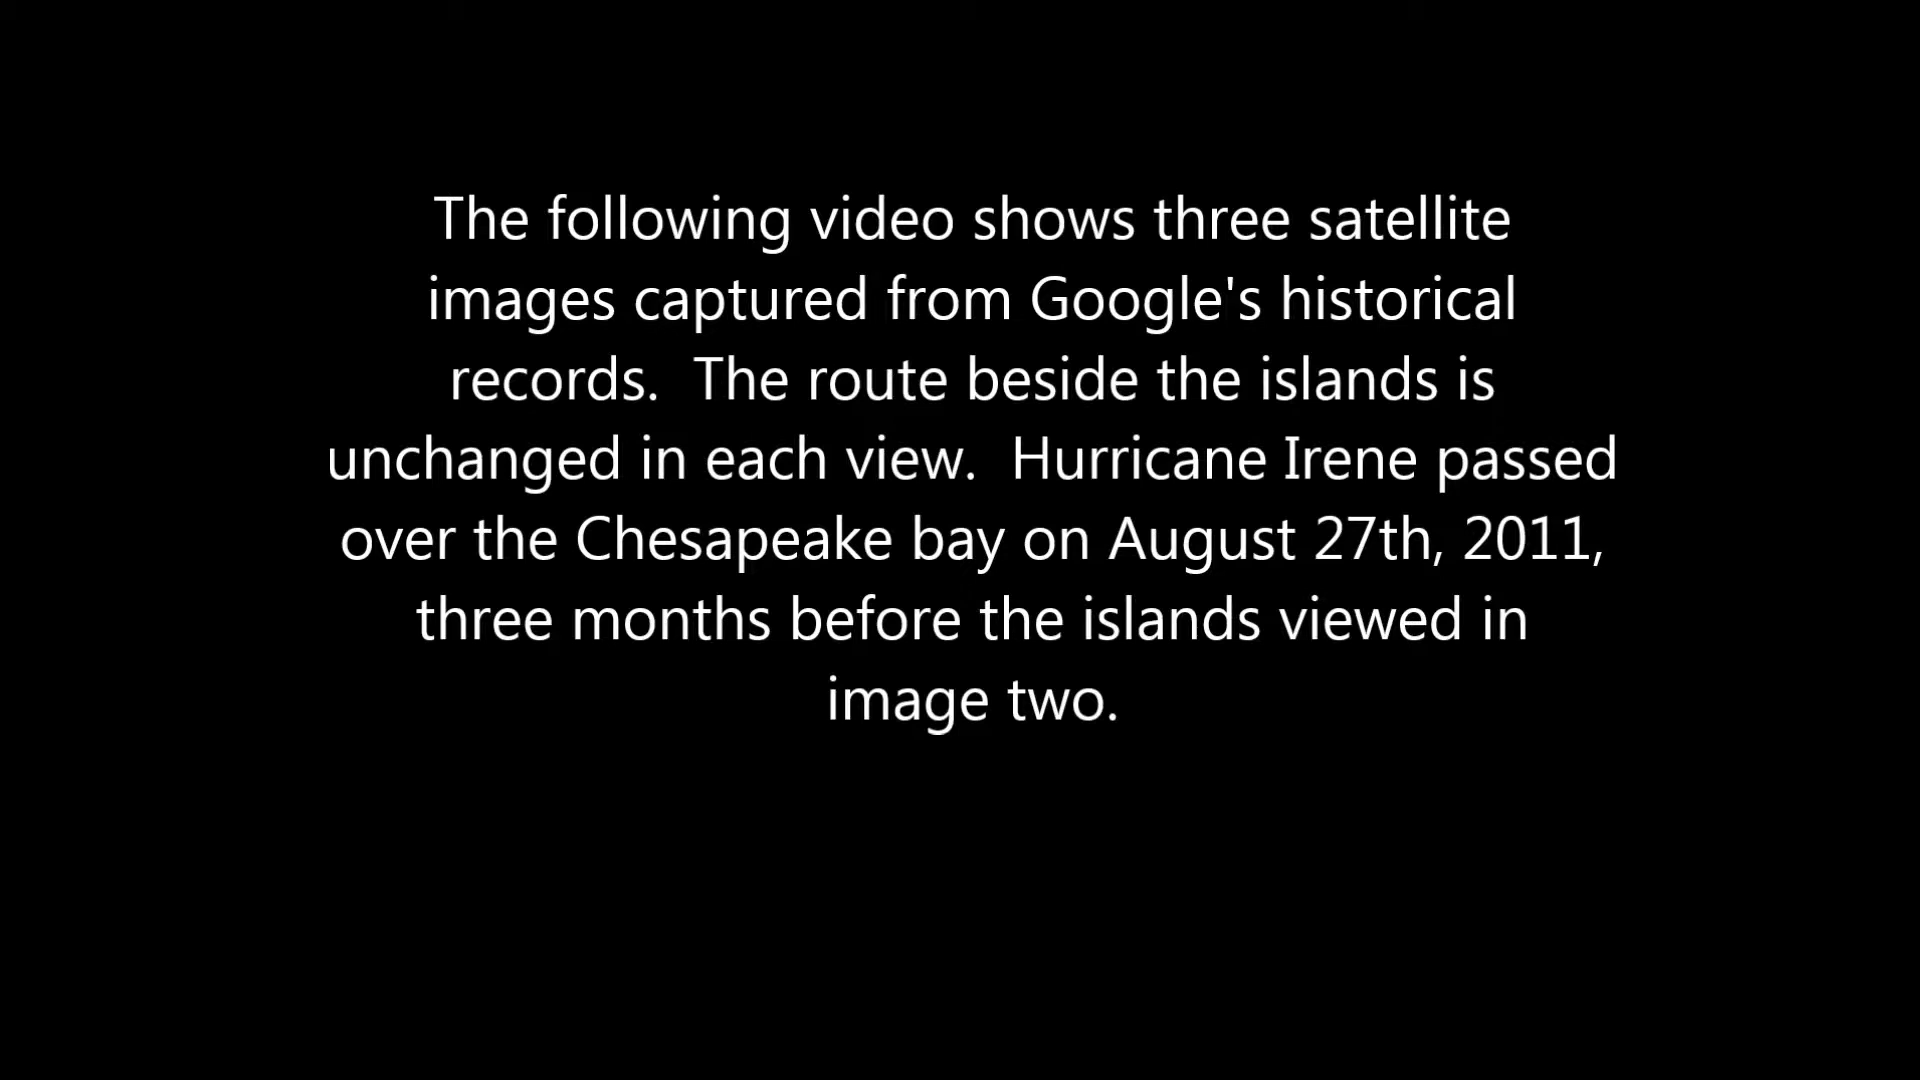 The following video shows three satellite
images captured from Google's historical
records.  The route beside the islands is
unchanged in each view.  Hurricane Irene passed
over the Chesapeake bay on August 27th, 2011,
three months before the islands viewed in
image two.